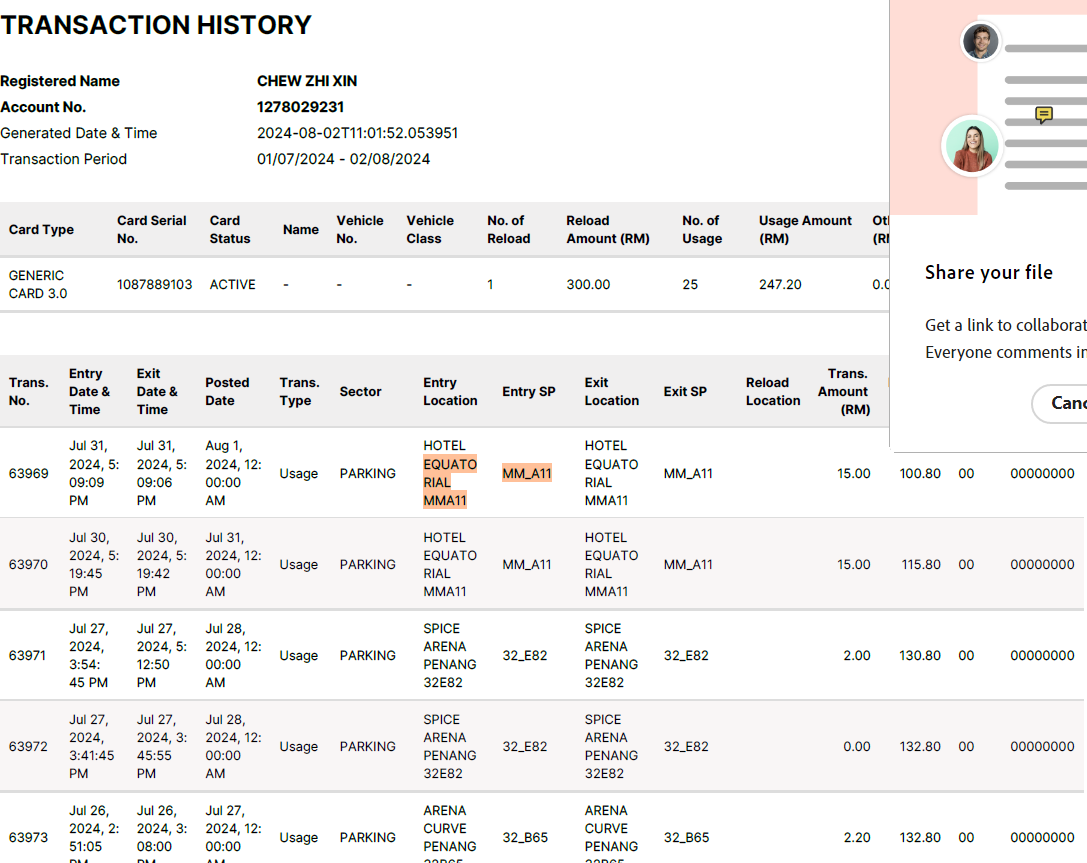 TRANSACTION HISTORY
Registered Name CHEW ZHI XIN
Account No. 1278029231
Generated Date & Time 2024-08-02T11:01:52.053951
Transaction Period 01/07/2024 - 02/08/2024
Card Type Card Serial No. Card Status Name Vehicle No. Vehicle Class No. of Reload Reload Amount (RM) No. of Usage Usage Amount (RM)
GENERIC CARD 3.0 1087889103 ACTIVE - - - 1 300.00 25 247.20
Share your file
Get a link to
Everyone comments
Trans. No. Entry Date & Time Exit Date & Time Posted Date Trans. Type Sector Entry Location Entry SP Exit Location Exit SP Reload Location Trans. Amount (RM)
63969 Jul 31, 2024, 5:09:09 PM Jul 31, 2024, 5:09:06 PM Aug 1, 2024, 12:00:00 AM Usage PARKING HOTEL EQUATORIAL MMA11 MM_A11 HOTEL EQUATORIAL MMA11 MM_A11 15.00 100.80 00 00000000
63970 Jul 30, 2024, 5:19:45 PM Jul 30, 2024, 5:19:42 PM Jul 31, 2024, 12:00:00 AM Usage PARKING HOTEL EQUATORIAL MMA11 MM_A11 HOTEL EQUATORIAL MMA11 MM_A11 15.00 115.80 00 00000000
63971 Jul 27, 2024, 3:54:45 PM Jul 27, 2024, 5:12:50 PM Jul 28, 2024, 12:00:00 AM Usage PARKING SPICE ARENA PENANG 32E82 32_E82 SPICE ARENA PENANG 32E82 32_E82 2.00 130.80 00 00000000
63972 Jul 27, 2024, 3:41:45 PM Jul 27, 2024, 3:45:55 PM Jul 28, 2024, 12:00:00 AM Usage PARKING SPICE ARENA PENANG 32E82 32_E82 SPICE ARENA PENANG 32E82 32_E82 0.00 132.80 00 00000000
63973 Jul 26, 2024, 2:51:05 Jul 26, 2024, 3:08:00 Jul 27, 2024, 12:00:00 Usage PARKING ARENA CURVE PENANG 32_B65 ARENA CURVE PENANG 32_B65 2.20 132.80 00 00000000